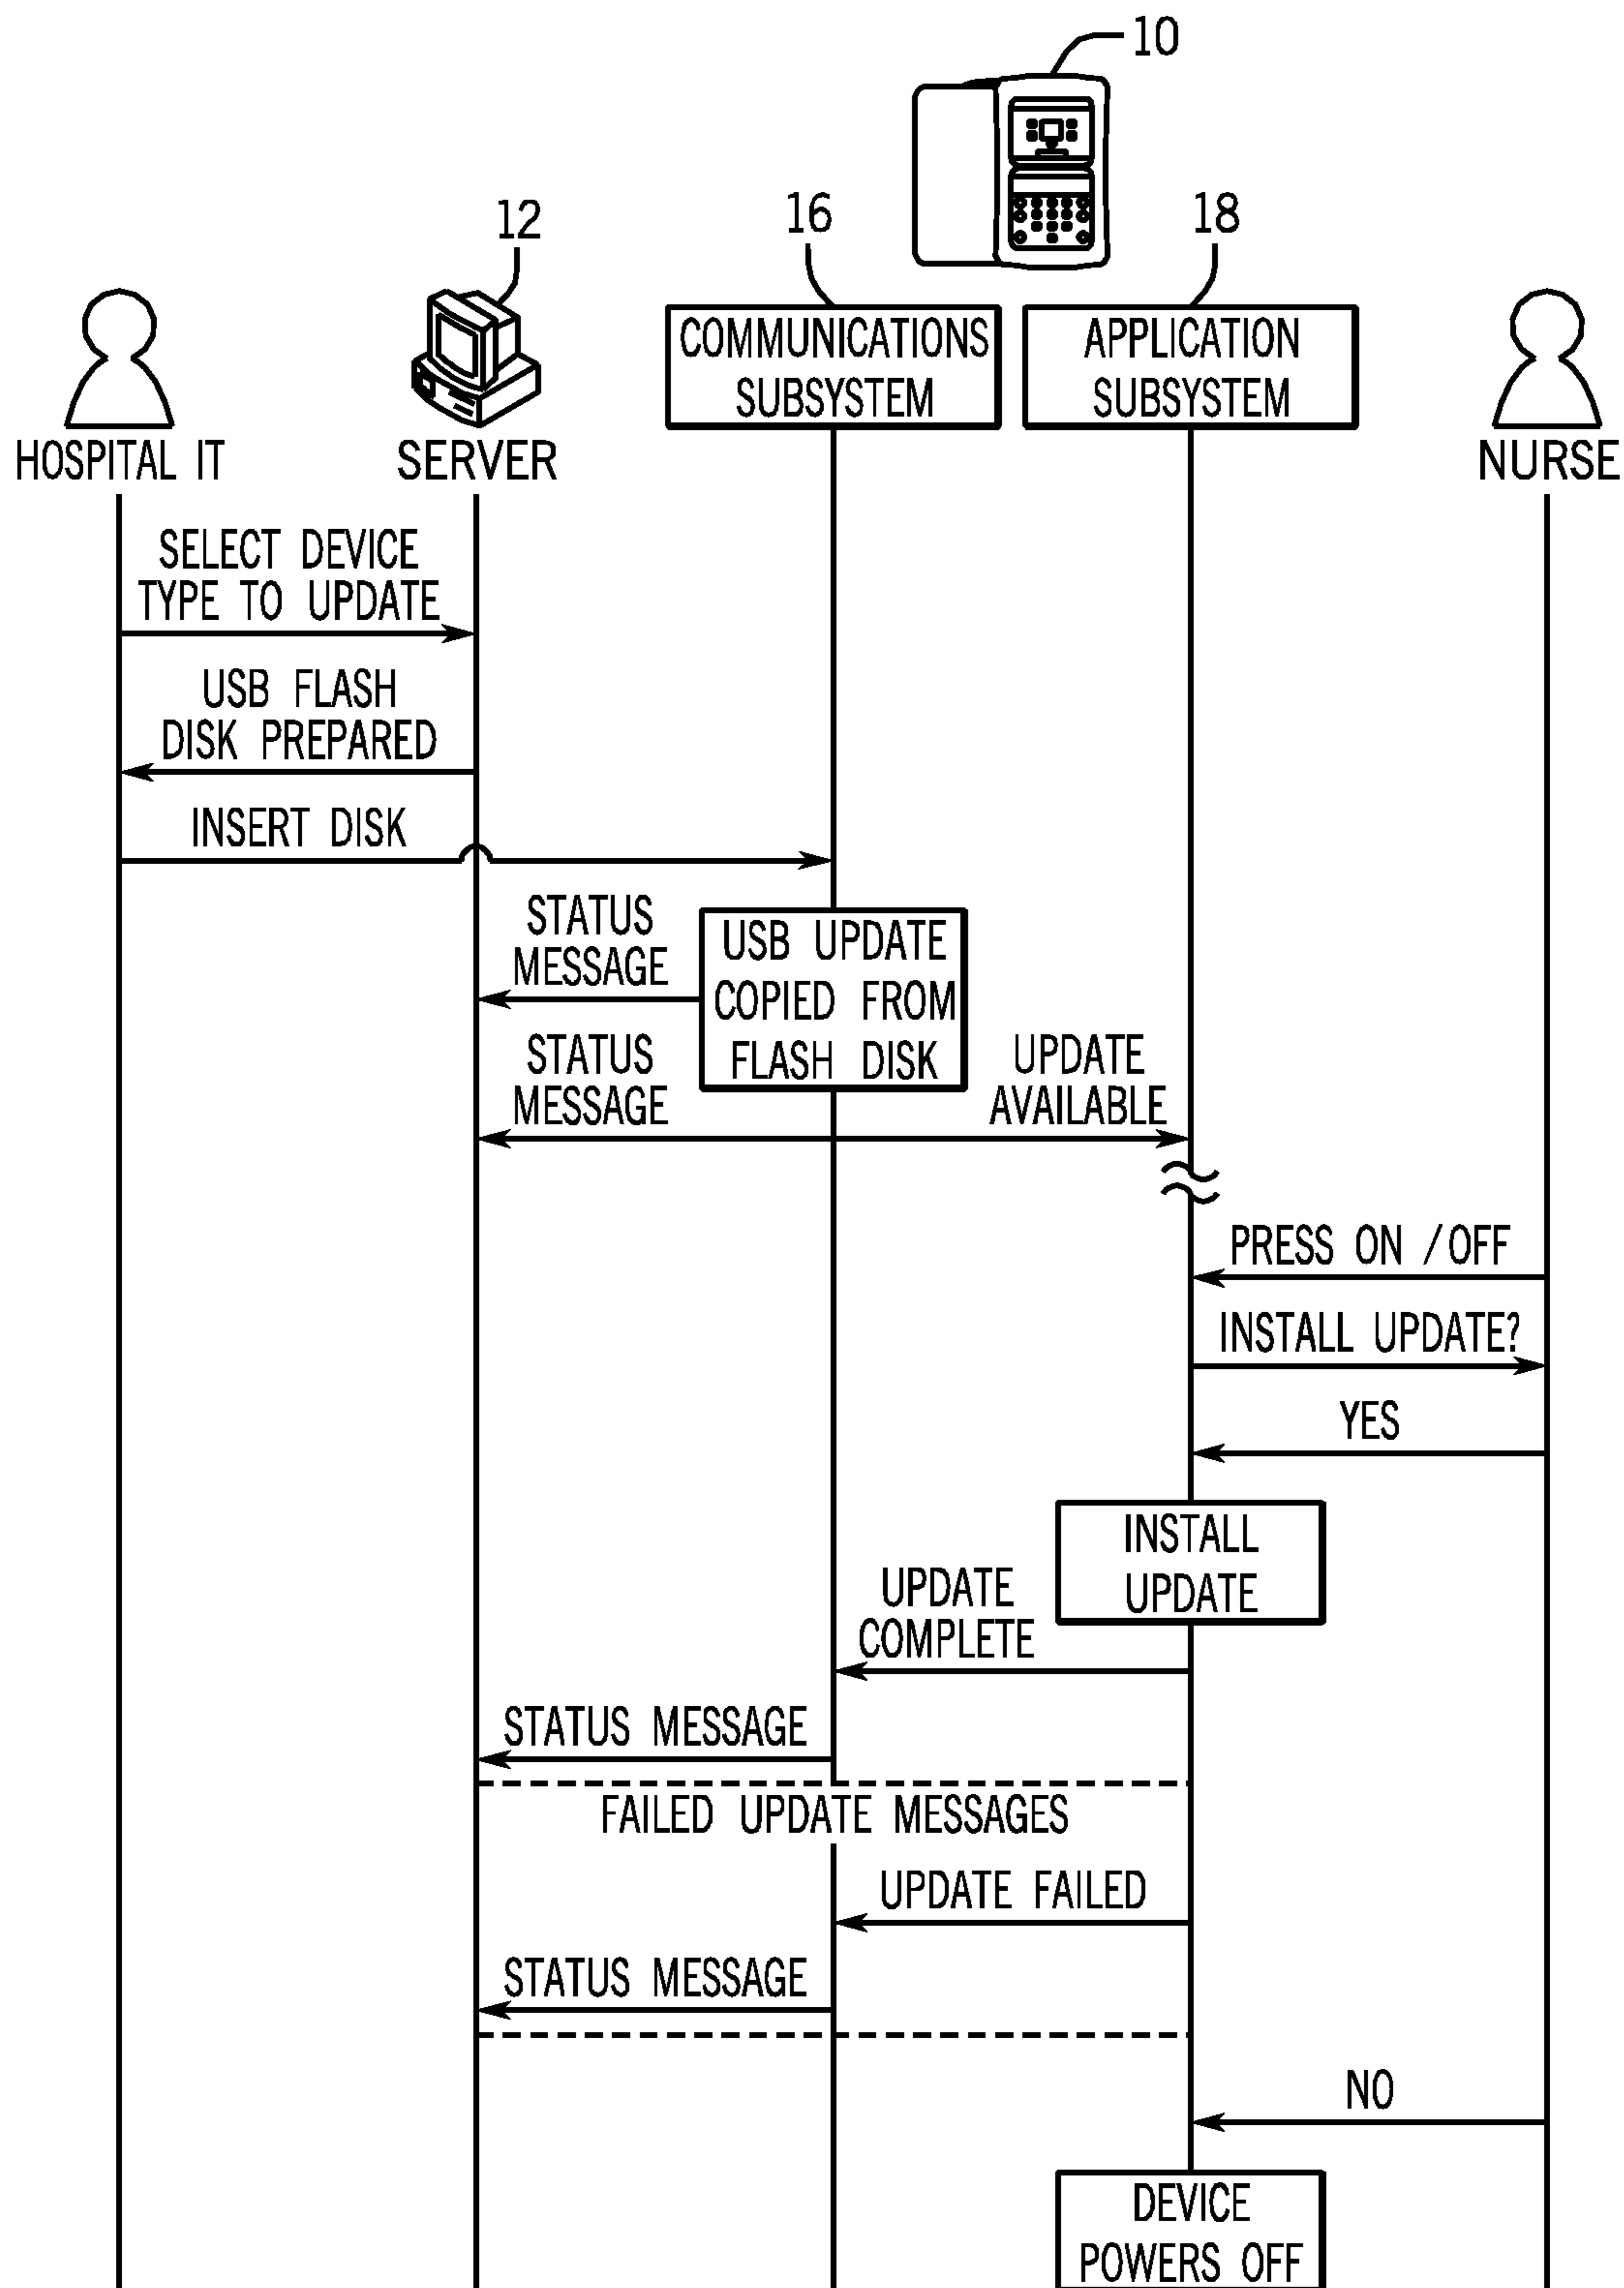 10
12
16
18
COMMUNICATIONS
SUBSYSTEM
APPLICATION
SUBSYSTEM
HOSPITAL IT
SERVER
NURSE
SELECT DEVICE
TYPE TO UPDATE
USB FLASH
DISK PREPARED
INSERT DISK
STATUS
MESSAGE
USB UPDATE
COPIED FROM
FLASH DISK
STATUS
MESSAGE
UPDATE
AVAILABLE
PRESS ON /OFF
INSTALL UPDATE?
YES
INSTALL
UPDATE
UPDATE
COMPLETE
STATUS MESSAGE
FAILED UPDATE MESSAGES
UPDATE FAILED
STATUS MESSAGE
NO
DEVICE
POWERS OFF